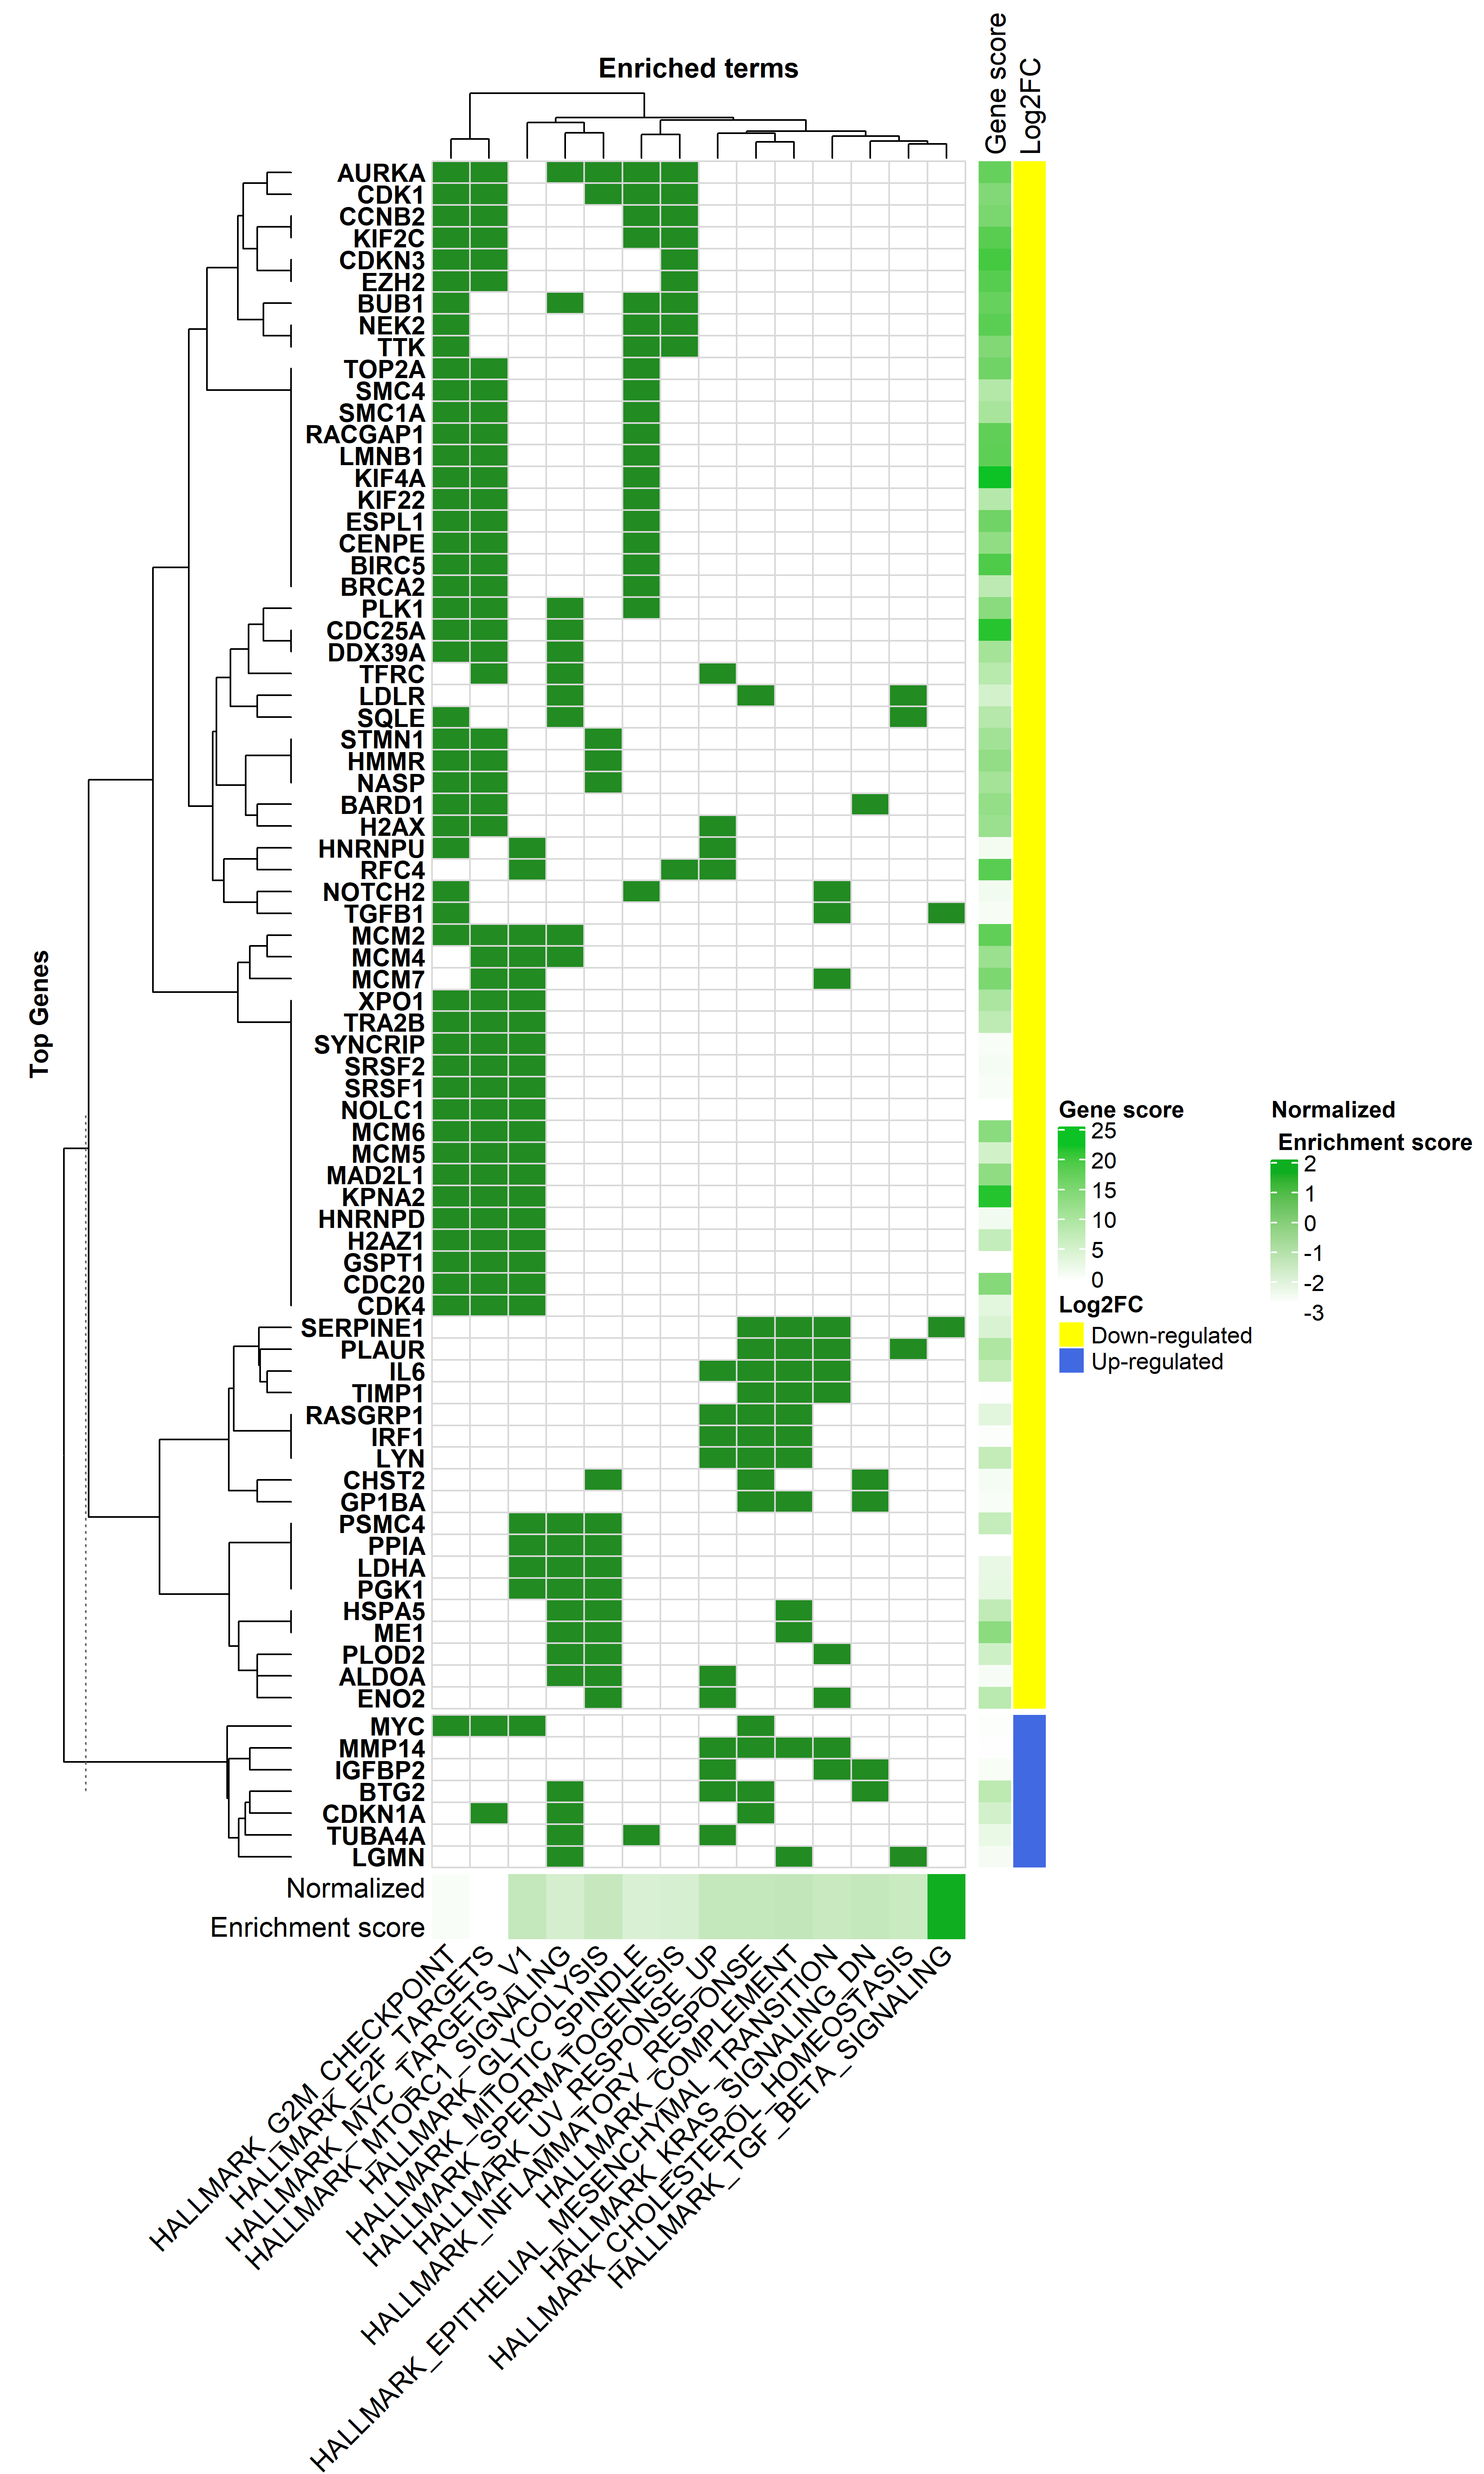 Enriched terms
Gene score
Log2FC
Top Genes
AURKA
CDK1
CCNB2
KIF2C
CDKN3
EZH2
BUB1
NEK2
TTK
TOP2A
SMC4
SMC1A
RACGAP1
LMNB1
KIF4A
KIF22
ESPL1
CENPE
BIRC5
BRCA2
PLK1
CDC25A
DDX39A
TFRC
LDLR
SQLE
STMN1
HMMR
NASP
BARD1
H2AX
HNRNPU
RFC4
NOTCH2
TGFB1
MCM2
MCM4
MCM7
XPO1
TRA2B
SYNCRIP
SRSF2
SRSF1
NOLC1
MCM6
MCM5
MAD2L1
KPNA2
HNRNPD
H2AZ1
GSPT1
CDC20
CDK4
SERPINE1
PLAUR
IL6
TIMP1
RASGRP1
IRF1
LYN
CHST2
GP1BA
PSMC4
PPIA
LDHA
PGK1
HSPA5
ME1
PLOD2
ALDOA
ENO2
MYC
MMP14
IGFBP2
BTG2
CDKN1A
TUBA4A
LGMN
Normalized
Enrichment score
HALLMARK_G2M_CHECKPOINT
HALLMARK_E2F_TARGETS
HALLMARK_MYC_TARGETS_V1
HALLMARK_MTORC1_SIGNALING
HALLMARK_GLYCOLYSIS
HALLMARK_MITOTIC_SPINDLE
HALLMARK_SPERMATOGENESIS
HALLMARK_UV_RESPONSE_UP
HALLMARK_INFLAMMATORY_RESPONSE
HALLMARK_COMPLEMENT
HALLMARK_EPITHELIAL_MESENCHYMAL_TRANSITION
HALLMARK_KRAS_SIGNALING_DN
HALLMARK_CHOLESTEROL_HOMEOSTASIS
HALLMARK_TGF_BETA_SIGNALING
Gene score
25
20
15
10
5
0
Log2FC
Down-regulated
Up-regulated
Normalized
Enrichment score
2
1
0
-1
-2
-3